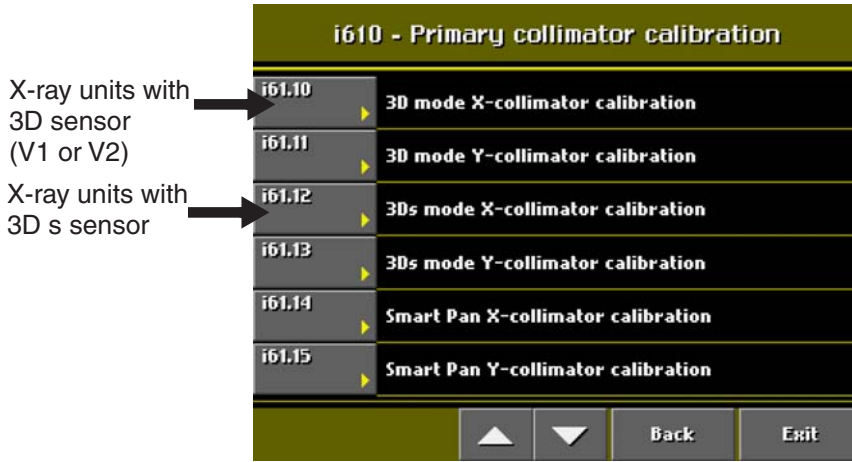 i610 - Primary collimator calibration
X-ray units with
3D sensor
(V1 or V2)
i61.10
3D mode X-collimator calibration
i61.11
3D mode Y-collimator calibration
X-ray units with
3D s sensor
i61.12
3Ds mode X-collimator calibration
i61.13
3Ds mode Y-collimator calibration
i61.14
Smart Pan X-collimator calibration
i61.15
Smart Pan Y-collimator calibration
Back
Exit